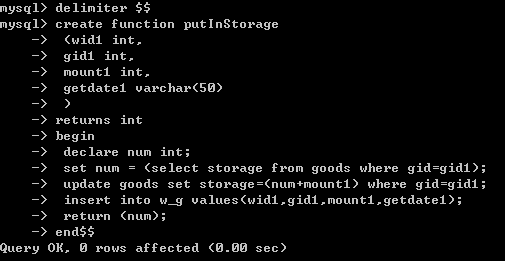 mysql> delimiter $$
mysql> create function putInStorage
    -> (wid1 int,
    -> gid1 int,
    -> mount1 int,
    -> getdate1 varchar(50)
    -> )
    -> returns int
    -> begin
    -> declare num int;
    -> set num = (select storage from goods where gid=gid1);
    -> update goods set storage=(num+mount1) where gid=gid1;
    -> insert into w_g values(wid1,gid1,mount1,getdate1);
    -> return (num);
    -> end$$
Query OK, 0 rows affected (0.00 sec)